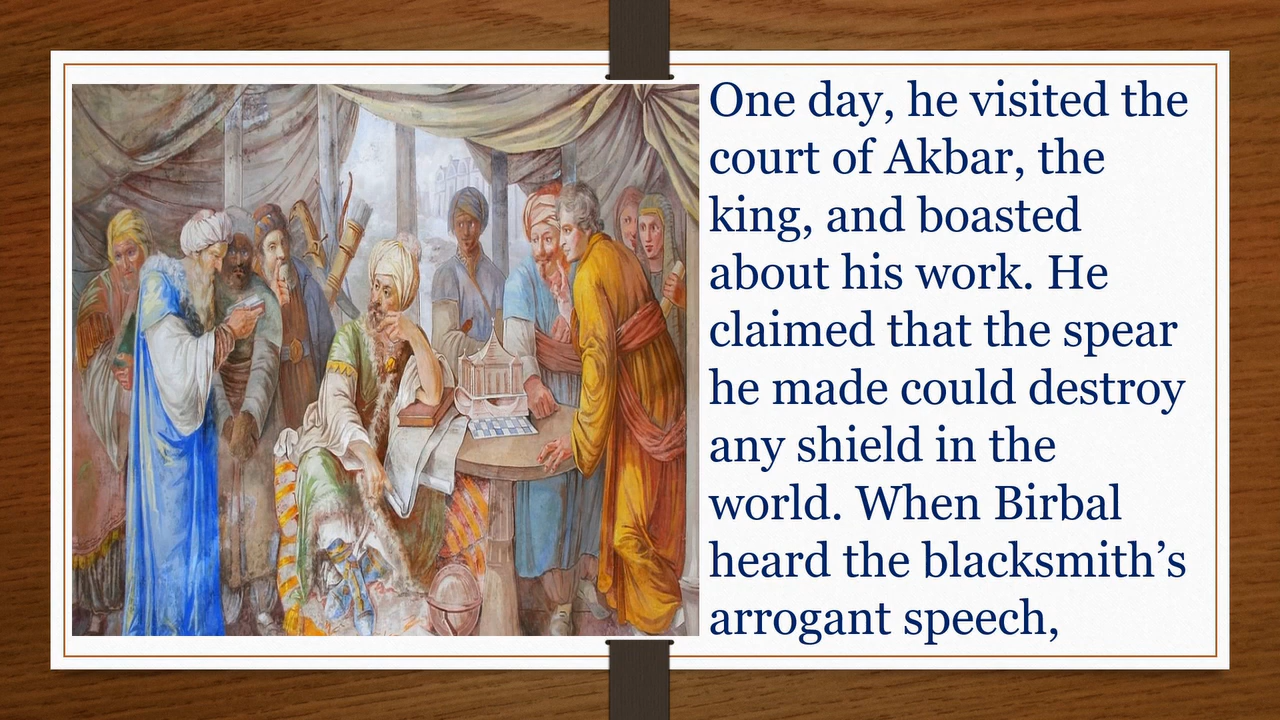 One day, he visited the
court of Akbar, the
king, and boasted
about his work. He
claimed that the spear
he made could destroy
any shield in the
world. When Birbal
heard the blacksmith’s
arrogant speech,